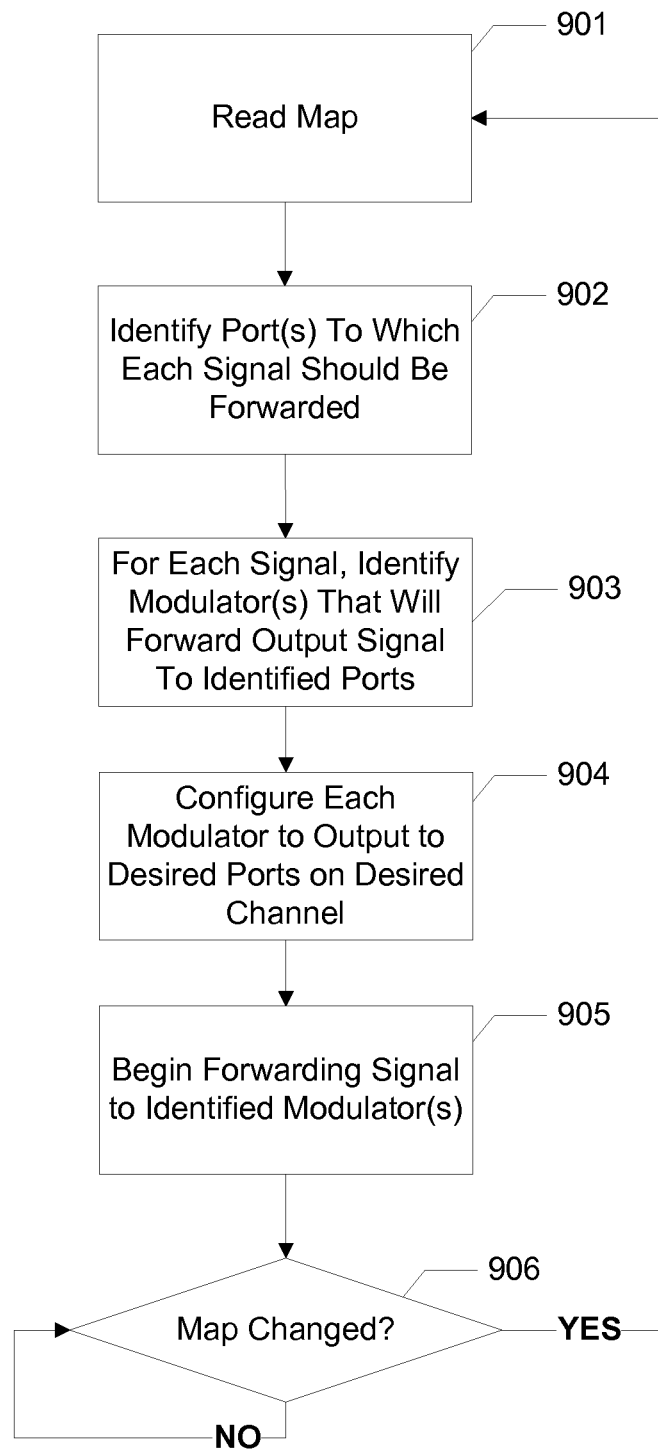 901
Read Map
902
Identify Port(s) To Which
Each Signal Should Be
Forwarded
903
For Each Signal, Identify
Modulator(s) That Will
Forward Output Signal
To Identified Ports
904
Configure Each
Modulator to Output to
Desired Ports on Desired
Channel
905
Begin Forwarding Signal
to Identified Modulator(s)
906
Map Changed?
YES
NO